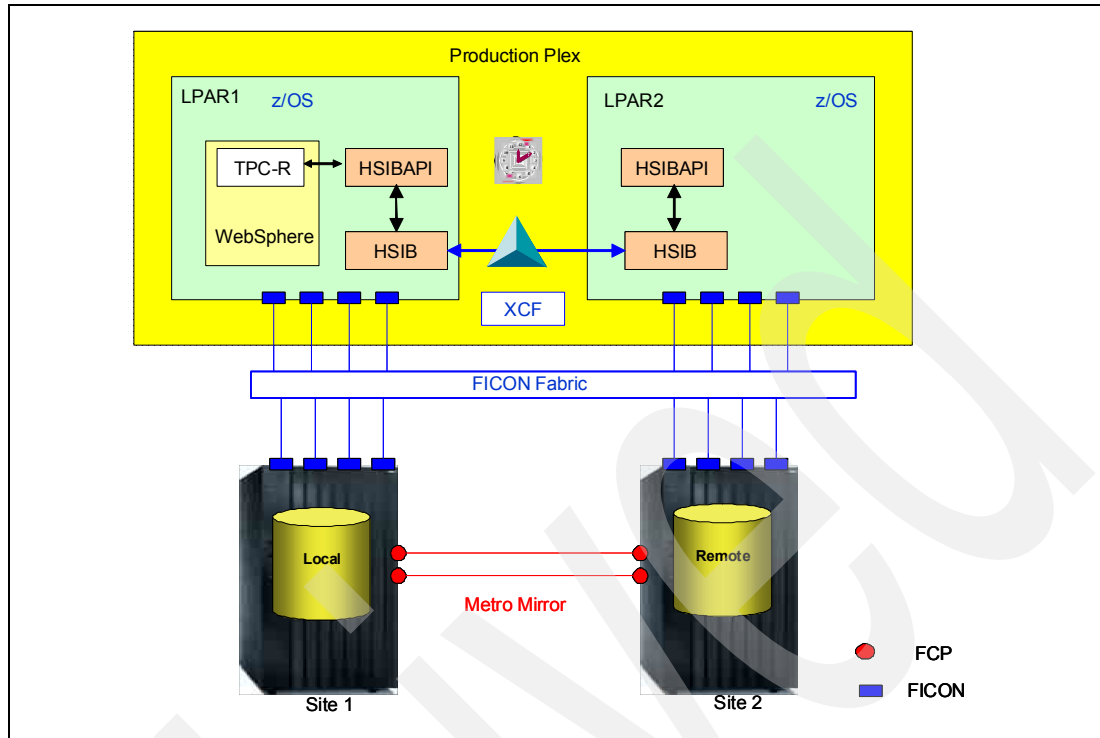 Production Plex
LPAR1
z/OS
LPAR2
z/OS
TPC-R
HSIBAPI
HSIBAPI
WebSphere
HSIB
HSIB
XCF
FICON Fabric
Local
Remote
Metro Mirror
FCP
FICON
Site 1
Site 2